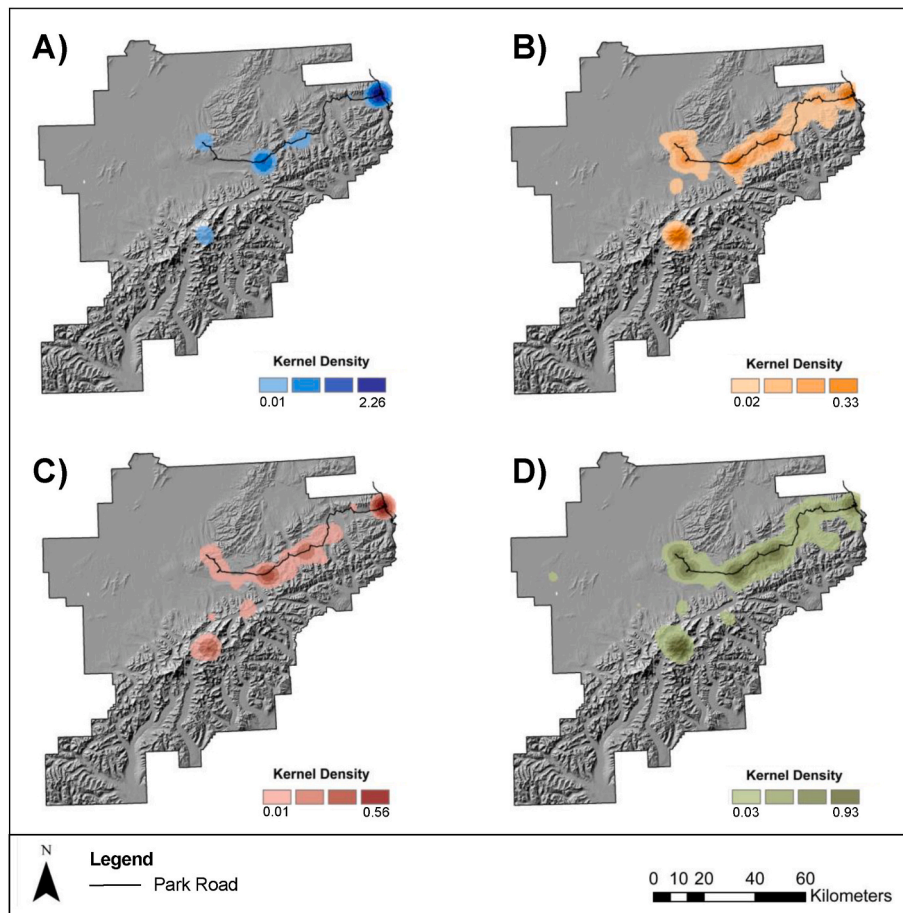 A)
B)
Kernel Density
0.01 2.26
Kernel Density
0.02 0.33
C)
D)
Kernel Density
0.01 0.56
Kernel Density
0.03 0.93
N
Legend
Park Road
0 10 20 40 60
Kilometers